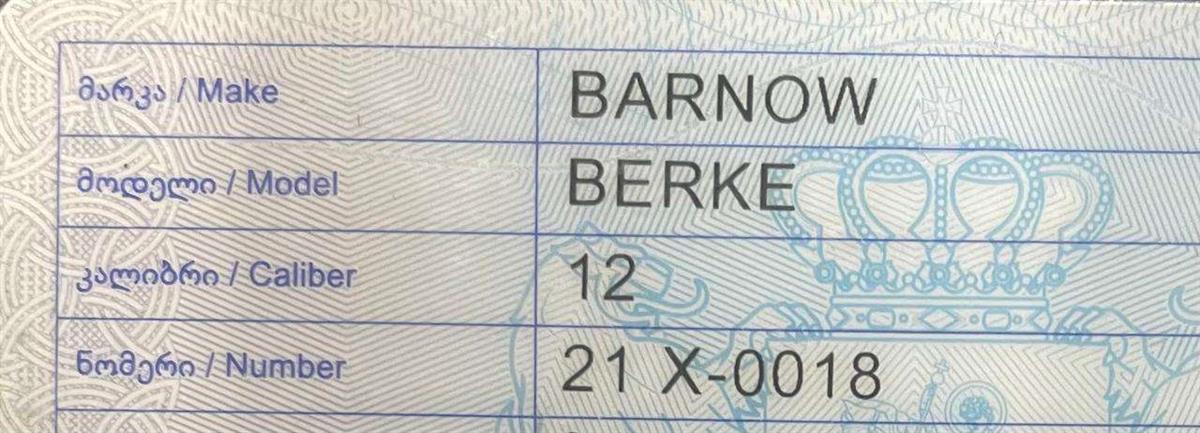 მარკა / Make BARNOW
მოდელი / Model BERKE
კალიბრი / Caliber 12
ნომერი / Number 21 X-0018